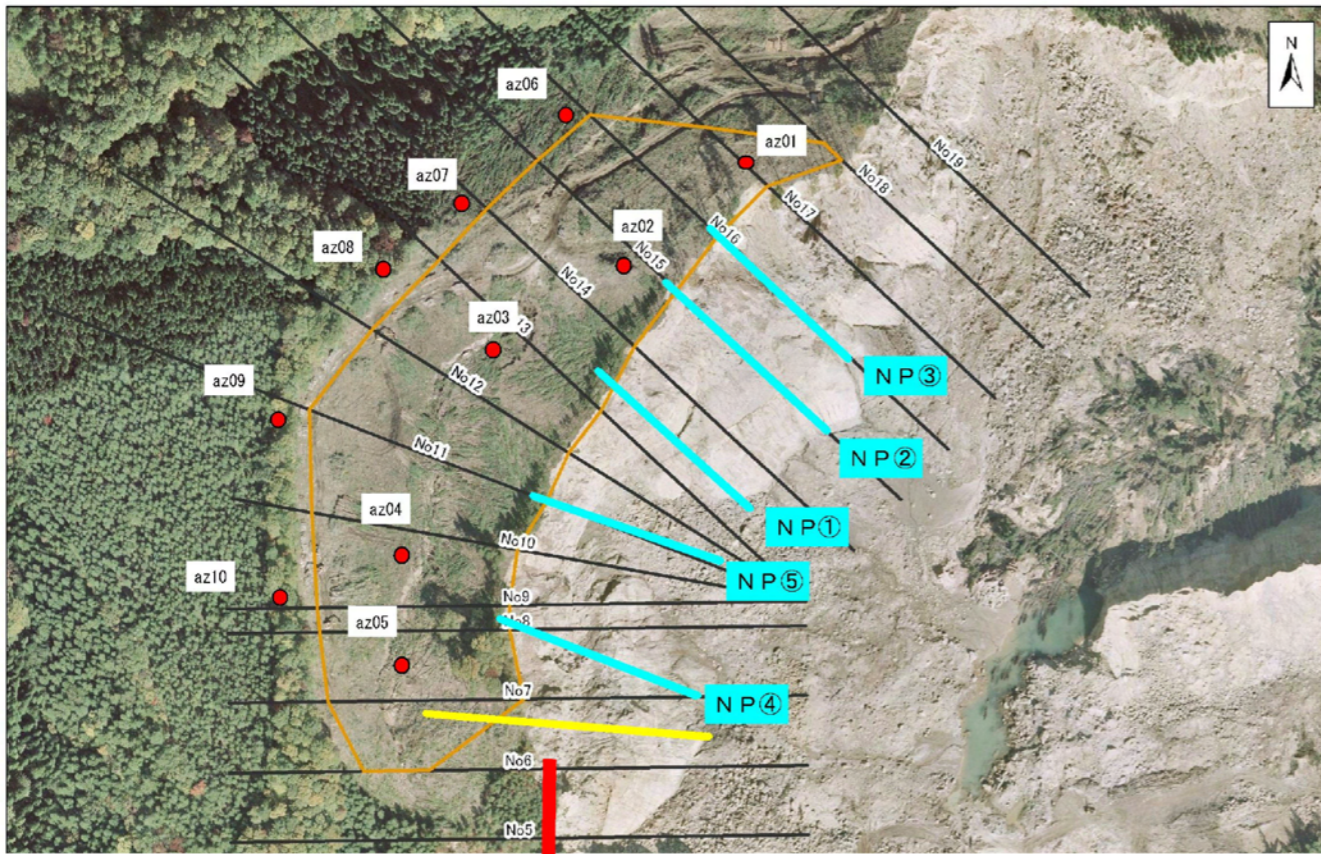 N
az06
az01
az07
az02
az08
az03
az09
az04
az10
az05
No19
No18
No17
No16
No15
No14
13
No12
No11
No10
No9
No8
No7
No6
No5
ＮＰ③
ＮＰ②
ＮＰ①
ＮＰ⑤
ＮＰ④